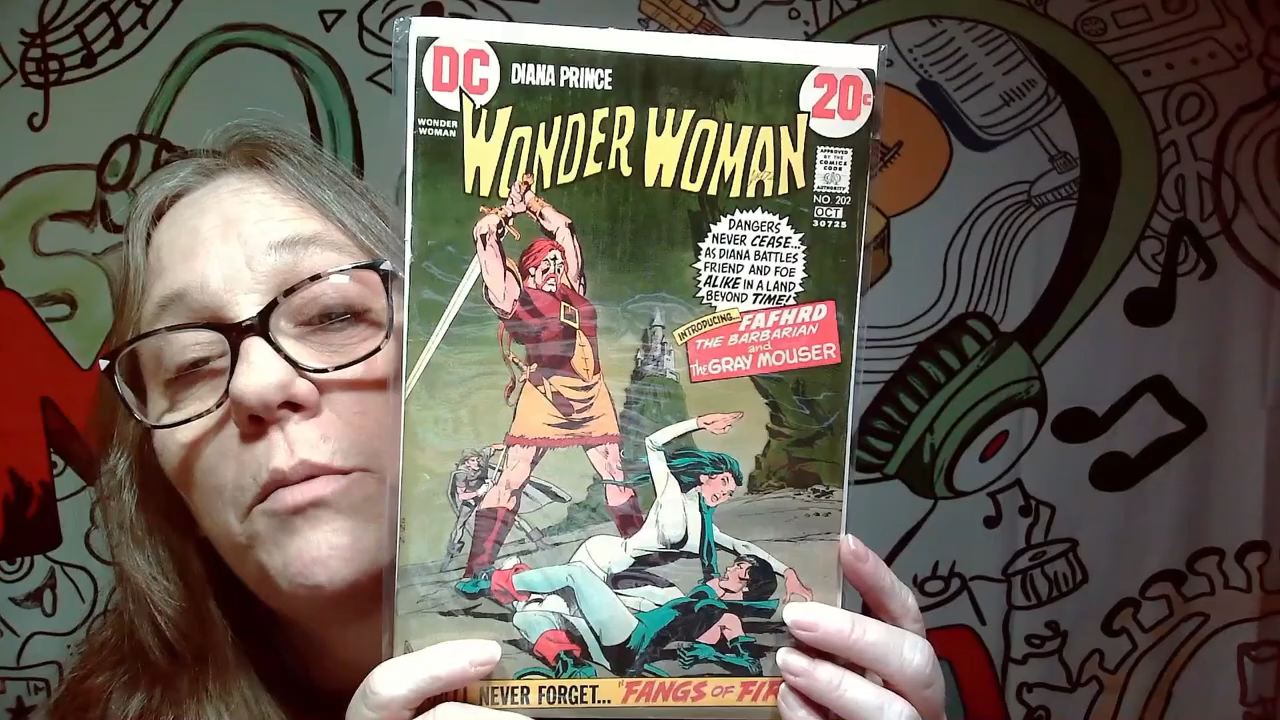 DC
DIANA PRINCE
20c
WONDER
WOMAN
WONDER WOMAN
APPROVED
BY THE
COMICS
CODE
AUTHORITY
NO. 202
OCT
30725
DANGERS
NEVER CEASE...
AS DIANA BATTLES
FRIEND AND FOE
ALIKE IN A LAND
BEYOND TIME!
INTRODUCING... FAFHRD
THE BARBARIAN
and
The GRAY MOUSER
NEVER FORGET... "FANGS OF